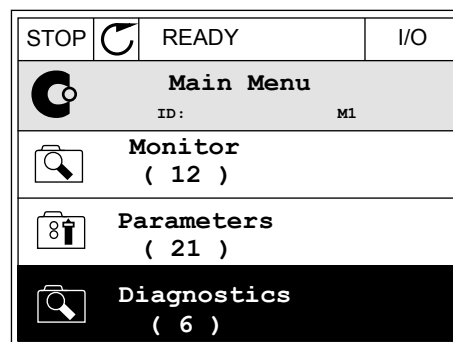 STOP READY I/O
Main Menu
ID: M1
Monitor
( 12 )
Parameters
( 21 )
Diagnostics
( 6 )